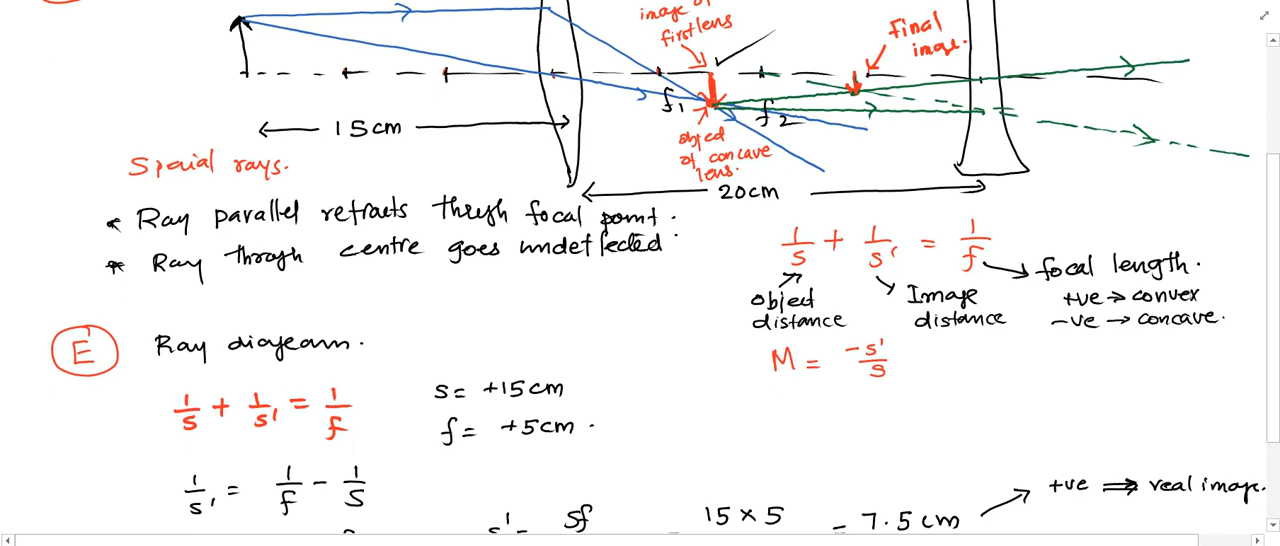 image of
first lens
Final
image.
f₁
f₂
15cm
object
of concave
lens.
20cm
Special rays.
* Ray parallel refracts through focal point.
* Ray through centre goes undeflected.
1/s + 1/s' = 1/f
focal length.
+ve → convex
-ve → concave.
object
distance
Image
distance
M = -s'/s
E Ray diagram.
1/s + 1/s' = 1/f
s = +15cm
f = +5cm.
1/s' = 1/f - 1/s
+ve ⇒ real image.
s' = sf
15 × 5
= 7.5cm